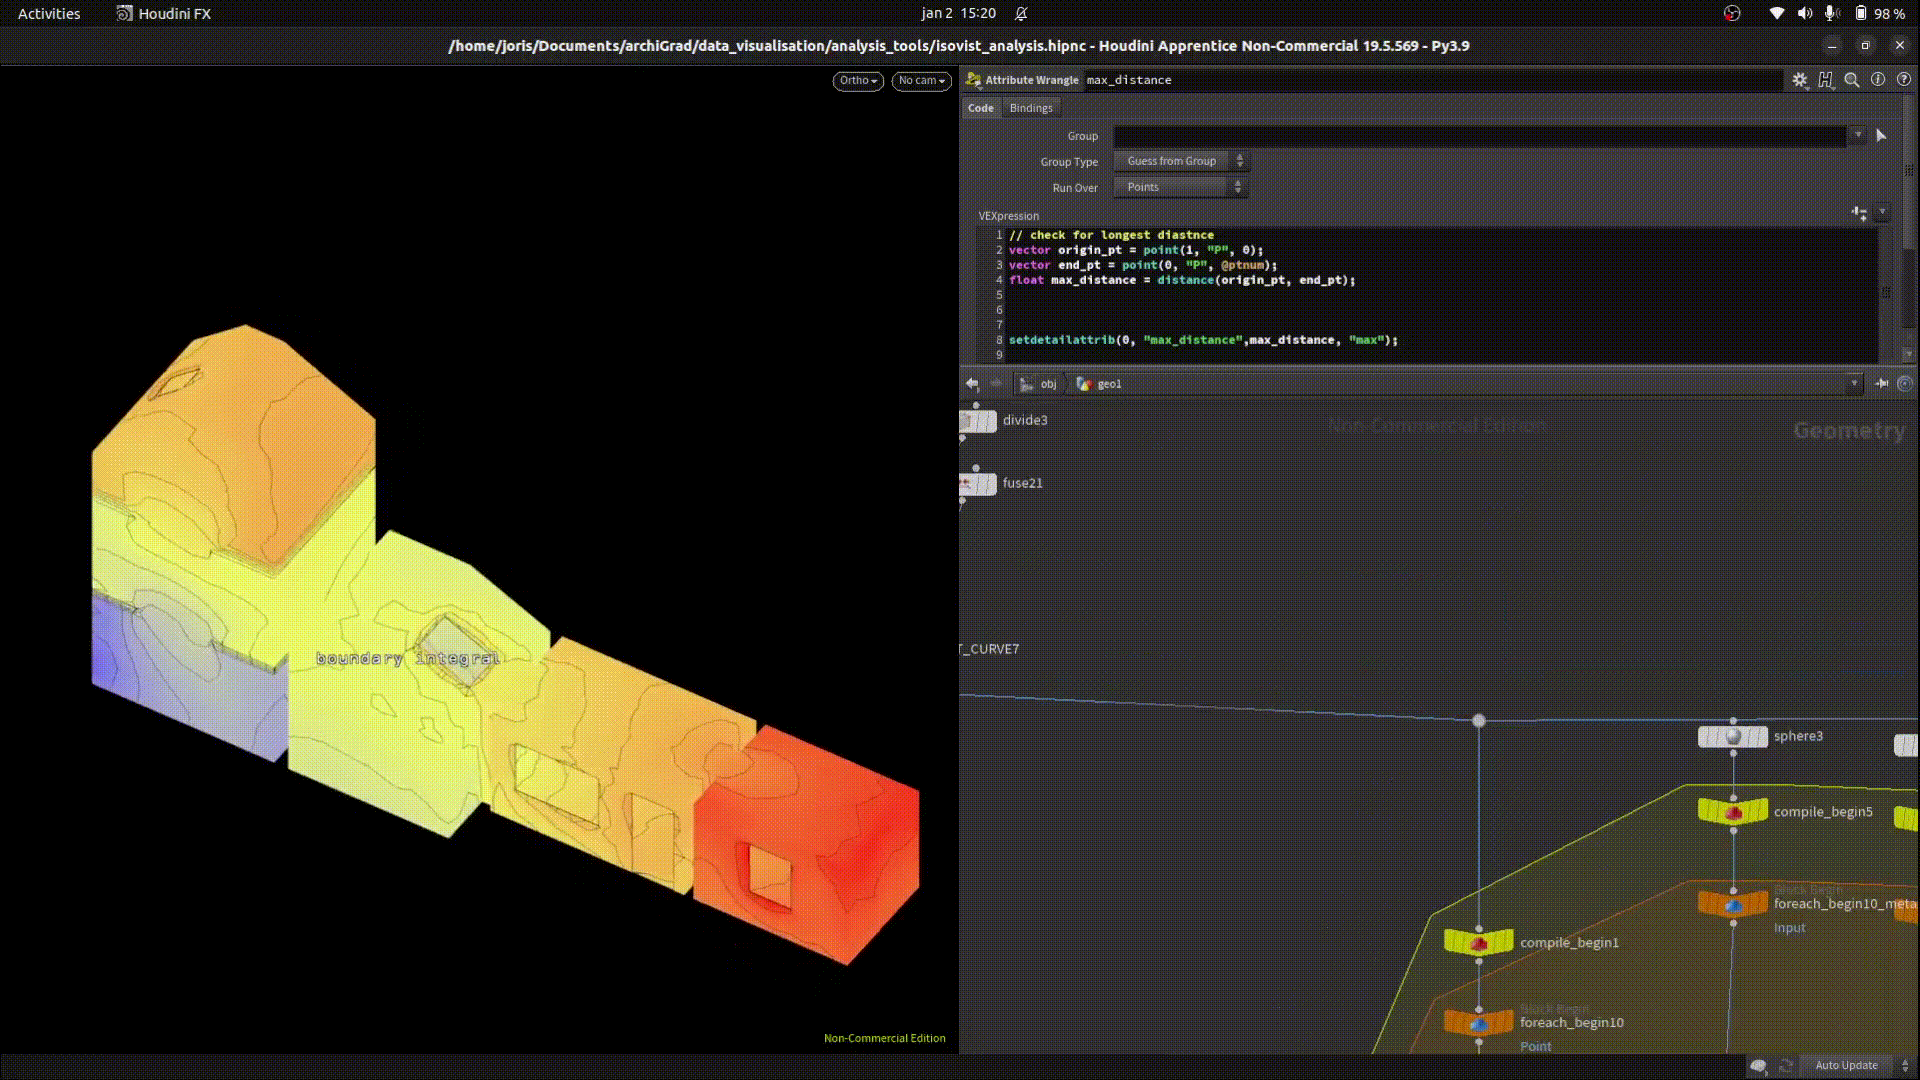 Activities Houdini FX jan 2 15:20 98 %
/home/joris/Documents/archiGrad/data_visualisation/analysis_tools/isovist_analysis.hipnc - Houdini Apprentice Non-Commercial 19.5.569 - Py3.9
Ortho No cam
boundary integral
Non-Commercial Edition
Attribute Wrangle max_distance
Code Bindings
Group
Group Type Guess from Group
Run Over Points
VEXpression
1 // check for longest diastnce
2 vector origin_pt = point(1, "P", 0);
3 vector end_pt = point(0, "P", @ptnum);
4 float max_distance = distance(origin_pt, end_pt);
5
6
7
8 setdetailattrib(0, "max_distance",max_distance, "max");
9
obj geo1
divide3
Non-Commercial Edition
Geometry
fuse21
T_CURVE7
sphere3
compile_begin5
Block Begin
foreach_begin10_meta
Input
compile_begin1
Block Begin
foreach_begin10
Point
Auto Update